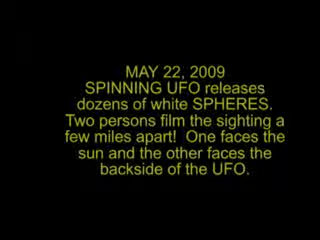 MAY 22, 2009
SPINNING UFO releases
dozens of white SPHERES.
Two persons film the sighting a
few miles apart!  One faces the
sun and the other faces the
backside of the UFO.